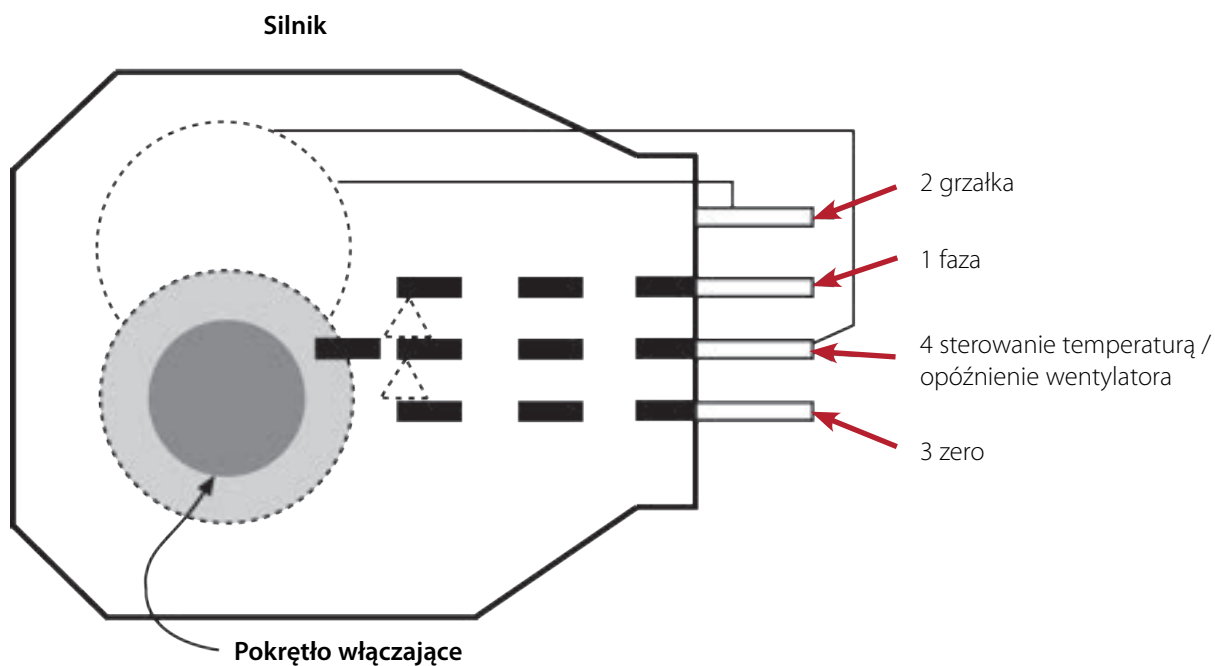 Silnik
2 grzałka
1 faza
4 sterowanie temperaturą /
opóźnienie wentylatora
3 zero
Pokrętło włączające